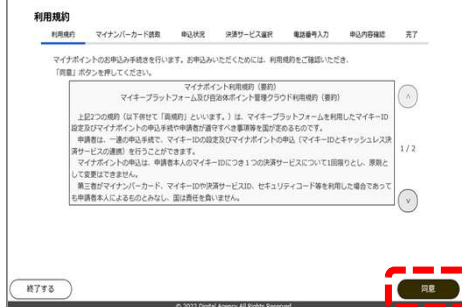 利用規約
利用規約 マイナンバーカード読取 申込状況 決済サービス選択 電話番号入力 申込内容確認 完了
マイナポイントのお申込み手続きを行います。お申込みいただくためには、利用規約をご確認いただき、
「同意」ボタンを押してください。
マイナポイント利用規約（要約）
マイキープラットフォーム及び自治体ポイント管理クラウド利用規約（要約）
上記2つの規約（以下併せて「両規約」といいます。）は、マイキープラットフォームを利用したマイキーID
設定及びマイナポイントの申込手続や申請者が遵守すべき事項等を国が定めるものです。
申請者は、一連の申込手続で、マイキーIDの設定及びマイナポイントの申込（マイキーIDとキャッシュレス決
済サービスの連携）を行うことができます。
マイナポイントの申込は、申請者本人のマイキーIDにつき１つの決済サービスについて1回限りとし、原則と
して変更はできません。
第三者がマイナンバーカード、マイキーIDや決済サービスID、セキュリティコード等を利用した場合であって
も申請者本人によるものとみなし、国は責任を負いません。
1 / 2
終了する
同意
© 2022 Digital Agency All Rights Reserved.